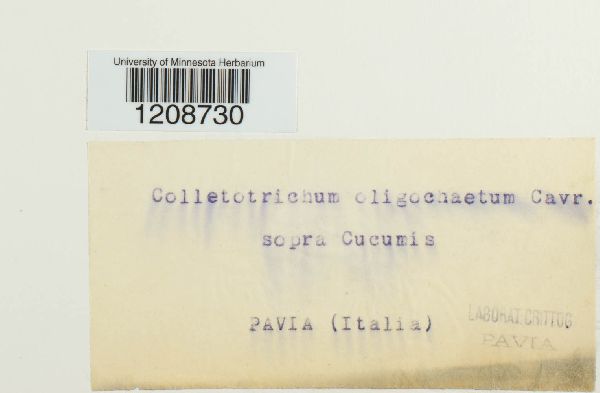 University of Minnesota Herbarium
1208730
Colletotrichum oligochaetum Cavr.
sopra Cucumis
PAVIA (Italia)
LABORAT. CRITTOG
PAVIA